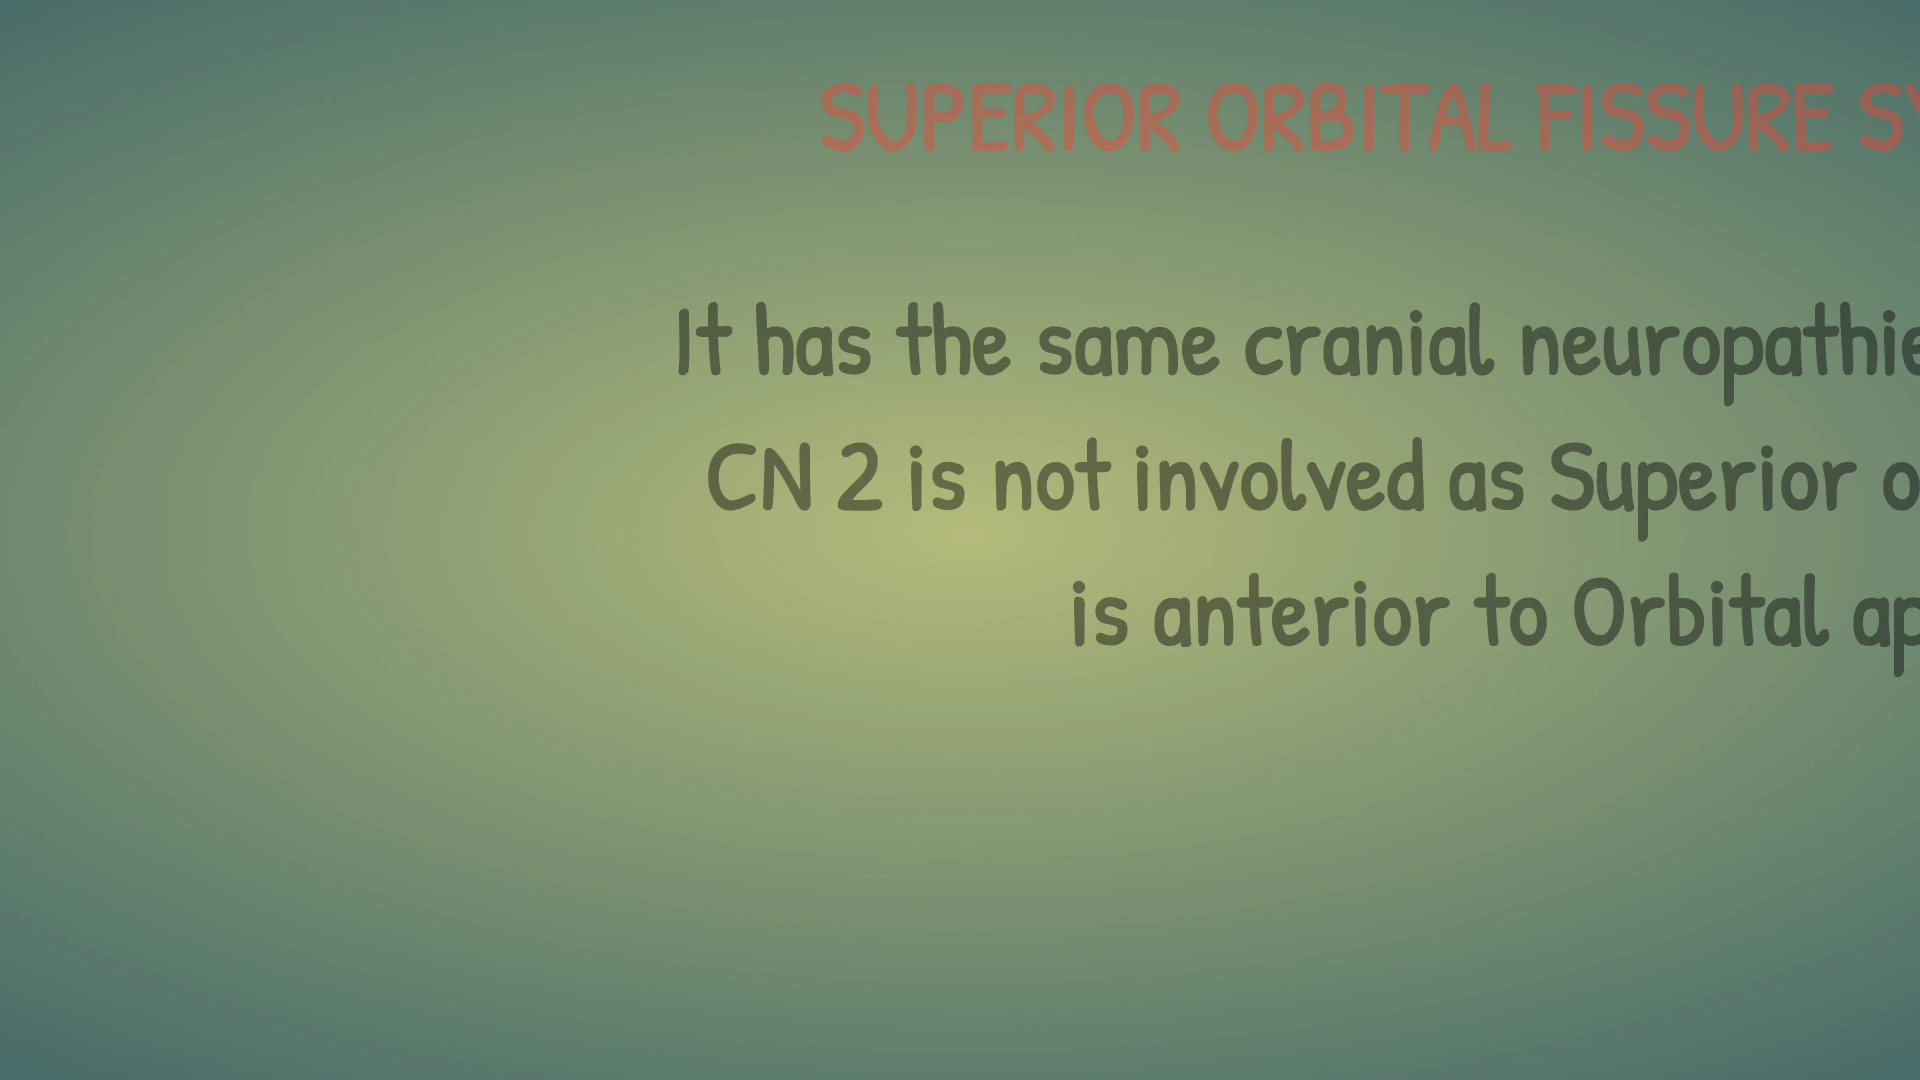 SUPERIOR ORBITAL FISSURE SY
It has the same cranial neuropathie
CN 2 is not involved as Superior o
is anterior to Orbital ap